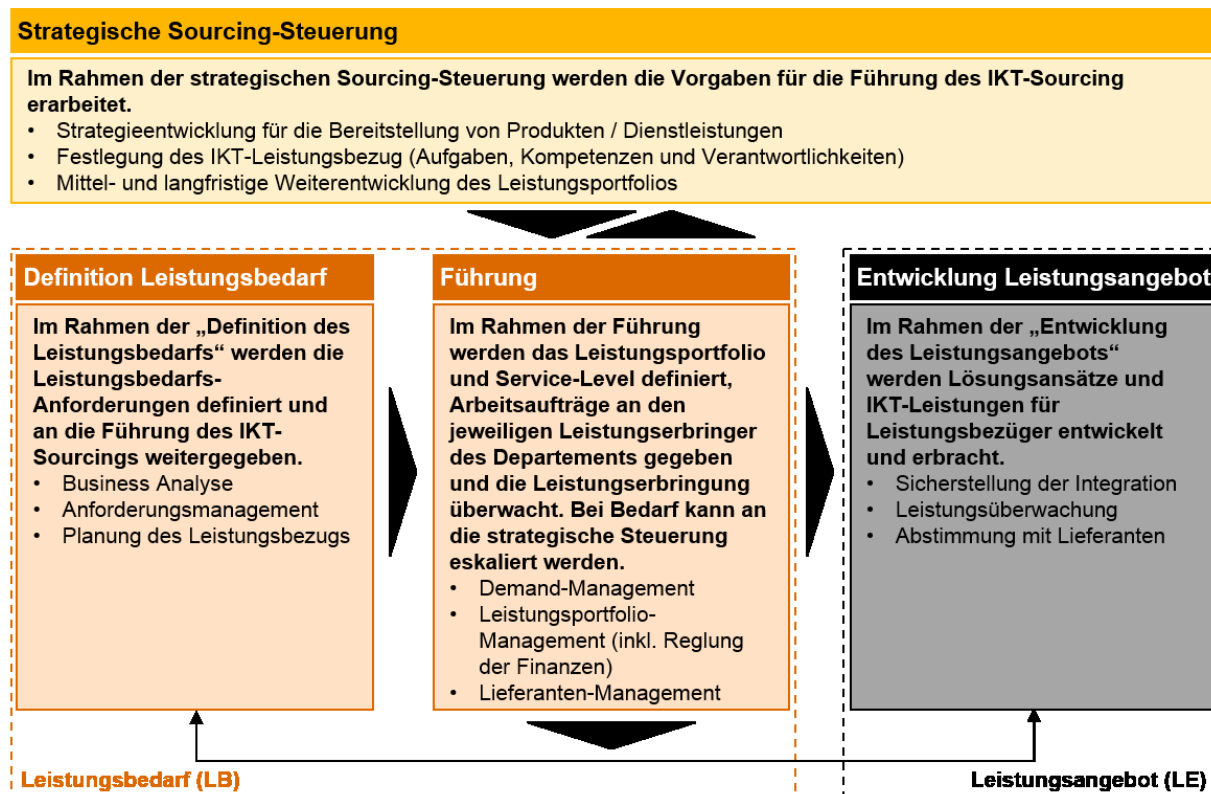 Strategische Sourcing-Steuerung
Im Rahmen der strategischen Sourcing-Steuerung werden die Vorgaben für die Führung des IKT-Sourcing
erarbeitet.
• Strategieentwicklung für die Bereitstellung von Produkten / Dienstleistungen
• Festlegung des IKT-Leistungsbezug (Aufgaben, Kompetenzen und Verantwortlichkeiten)
• Mittel- und langfristige Weiterentwicklung des Leistungsportfolios
Definition Leistungsbedarf
Im Rahmen der „Definition des
Leistungsbedarfs“ werden die
Leistungsbedarfs-
Anforderungen definiert und
an die Führung des IKT-
Sourcings weitergegeben.
• Business Analyse
• Anforderungsmanagement
• Planung des Leistungsbezugs
Führung
Im Rahmen der Führung
werden das Leistungsportfolio
und Service-Level definiert,
Arbeitsaufträge an den
jeweiligen Leistungserbringer
des Departements gegeben
und die Leistungserbringung
überwacht. Bei Bedarf kann an
die strategische Steuerung
eskaliert werden.
• Demand-Management
• Leistungsportfolio-
Management (inkl. Reglung
der Finanzen)
• Lieferanten-Management
Entwicklung Leistungsangebot
Im Rahmen der „Entwicklung
des Leistungsangebots“
werden Lösungsansätze und
IKT-Leistungen für
Leistungsbezüger entwickelt
und erbracht.
• Sicherstellung der Integration
• Leistungsüberwachung
• Abstimmung mit Lieferanten
Leistungsbedarf (LB)
Leistungsangebot (LE)